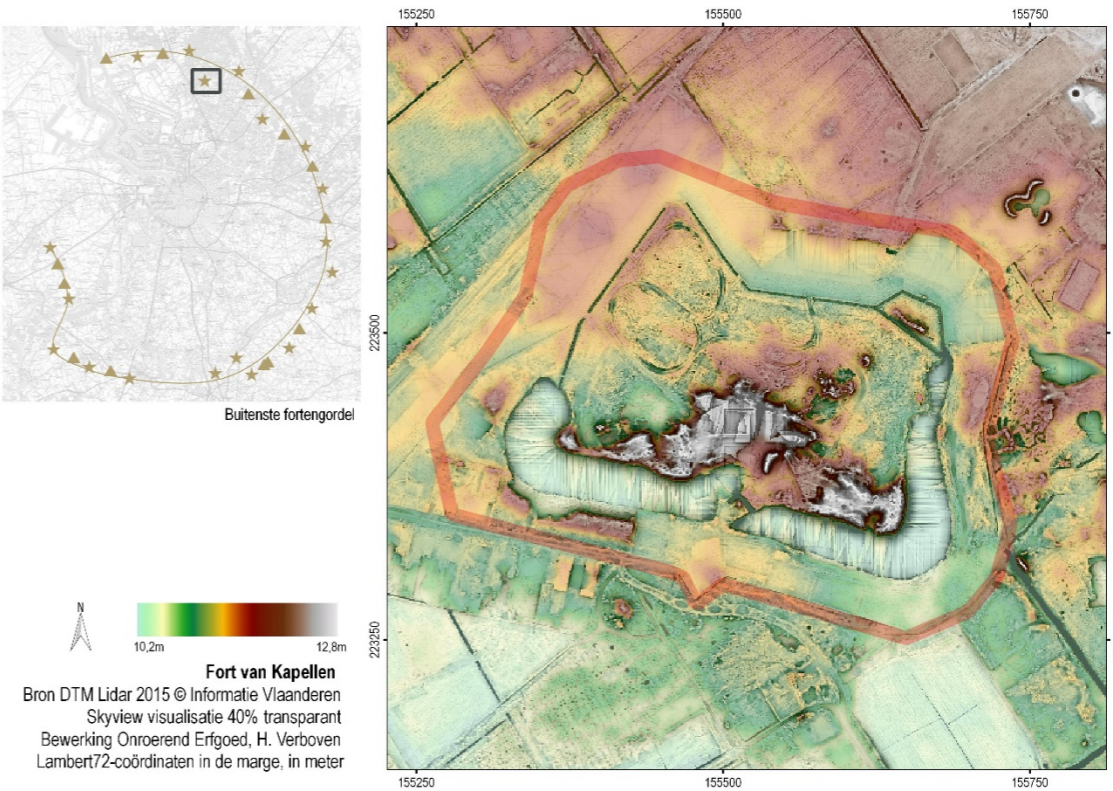 155250
155500
155750
Buitenste fortengordel
223500
223250
N
10,2m
12,8m
Fort van Kapellen
Bron DTM Lidar 2015 © Informatie Vlaanderen
Skyview visualisatie 40% transparant
Bewerking Onroerend Erfgoed, H. Verboven
Lambert72-coördinaten in de marge, in meter
155250
155500
155750